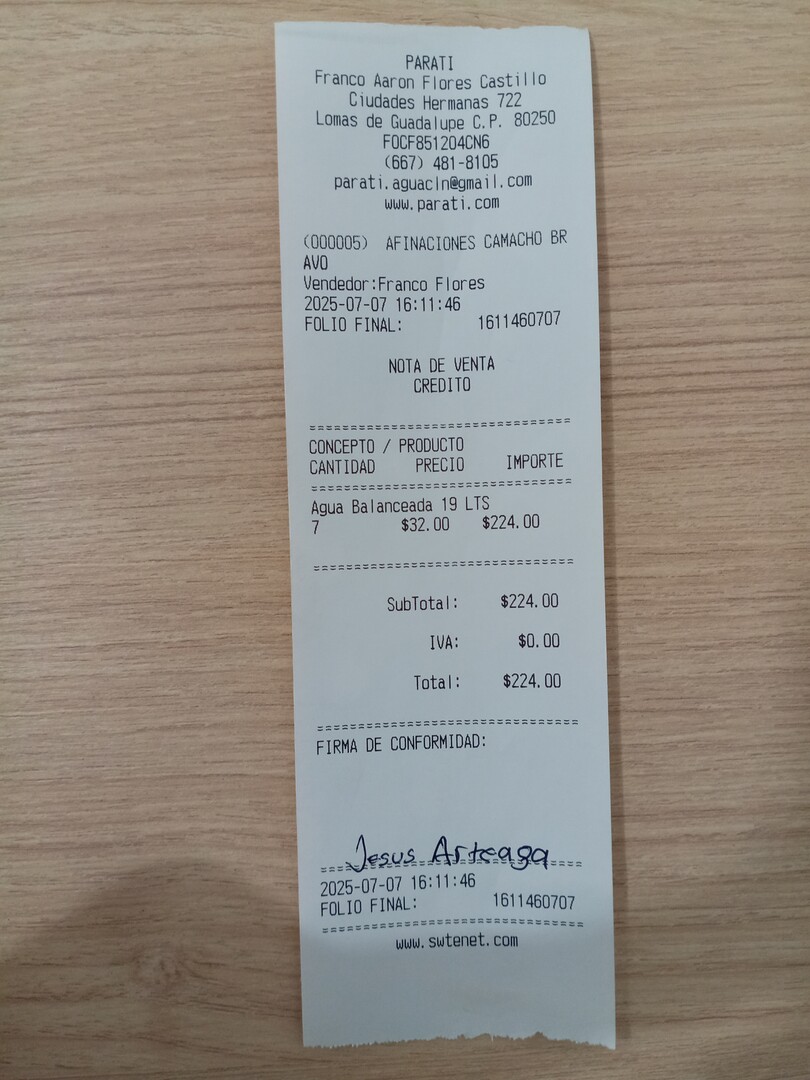 PARATI
Franco Aaron Flores Castillo
Ciudades Hermanas 722
Lomas de Guadalupe C.P. 80250
FOCF851204CN6
(667) 481-8105
parati.aguacln@gmail.com
www.parati.com
(000005) AFINACIONES CAMACHO BR
AVO
Vendedor:Franco Flores
2025-07-07 16:11:46
FOLIO FINAL: 1611460707
NOTA DE VENTA
CREDITO
================================
CONCEPTO / PRODUCTO
CANTIDAD PRECIO IMPORTE
================================
Agua Balanceada 19 LTS
7 $32.00 $224.00
================================
SubTotal: $224.00
IVA: $0.00
Total: $224.00
================================
FIRMA DE CONFORMIDAD:
Jesus Arteaga
================================
2025-07-07 16:11:46
FOLIO FINAL: 1611460707
================================
www.swtenet.com